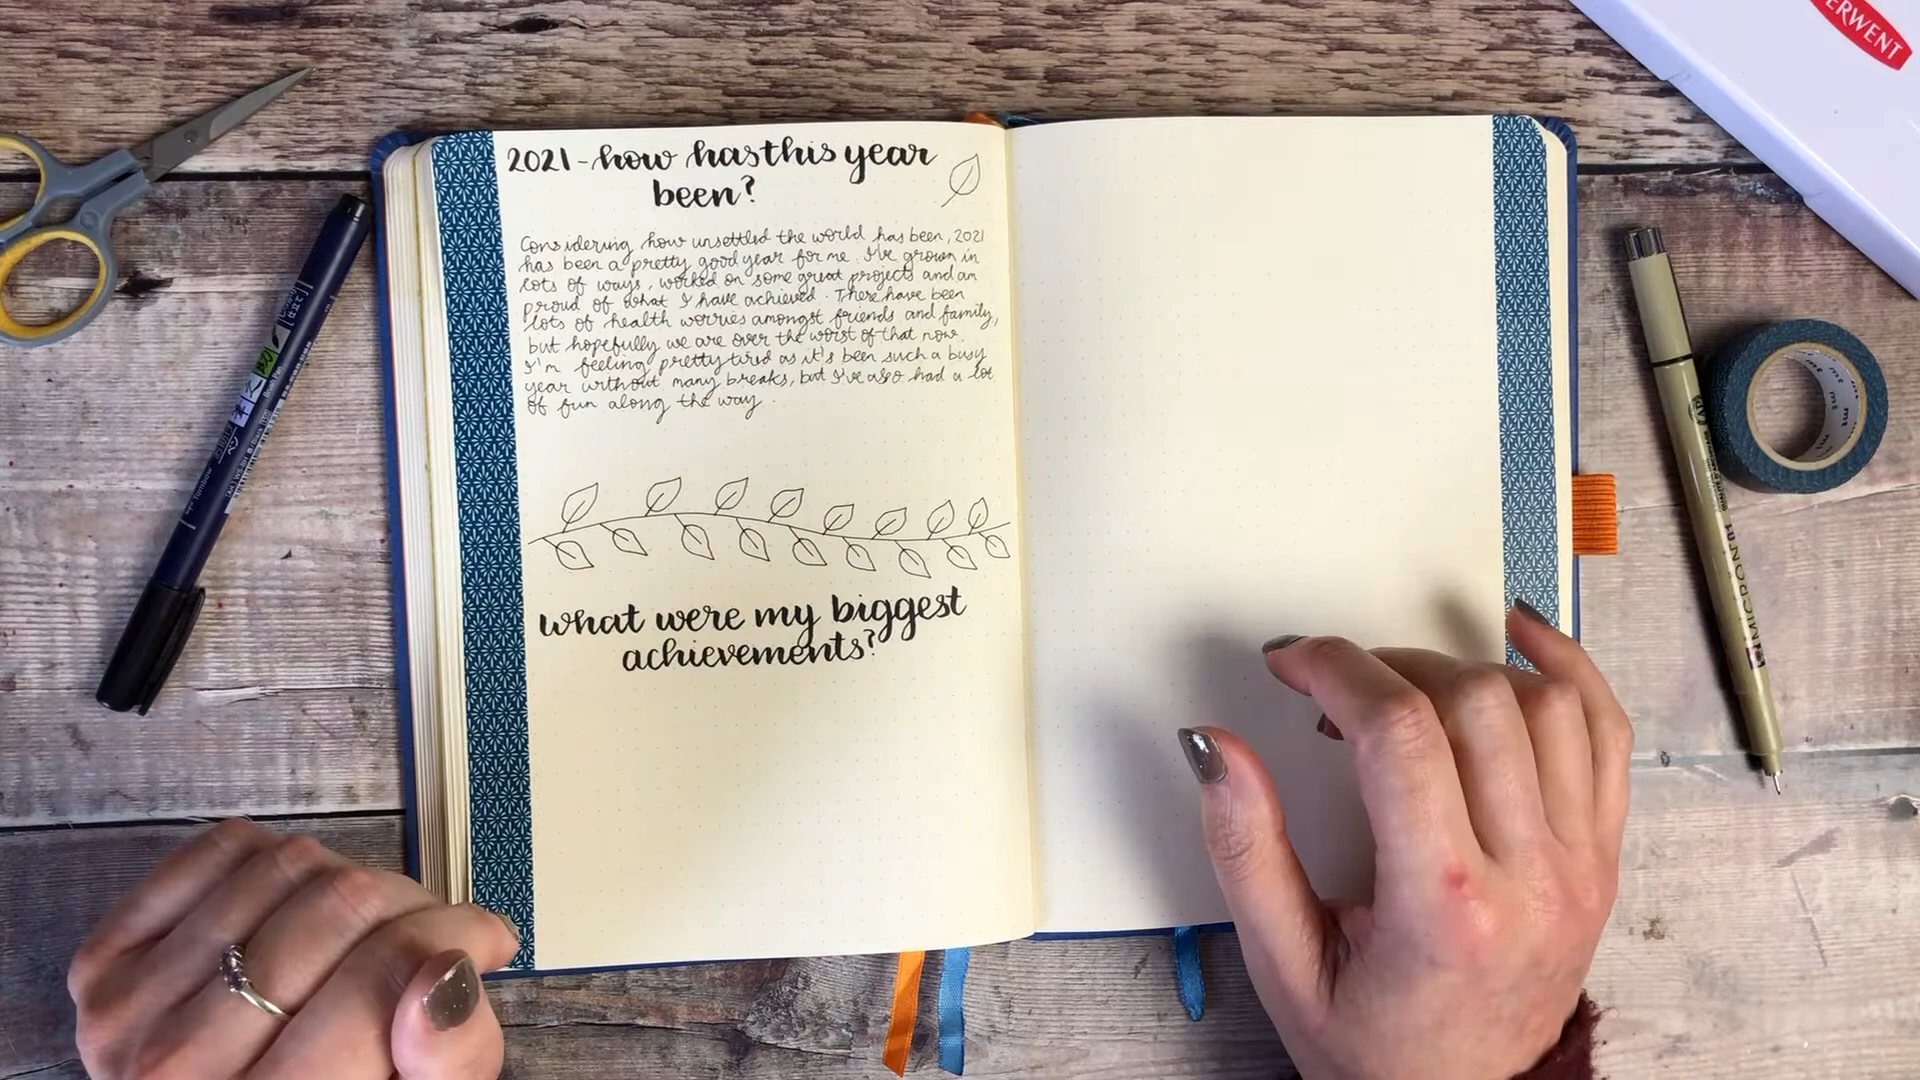 ERWENT
2021 - how has this year
been?
Considering how unsettled the world has been, 2021
has been a pretty good year for me. I've grown in
lots of ways, worked on some great projects and am
proud of what I have achieved. There have been
lots of health worries amongst friends and family,
but hopefully we are over the worst of that now.
I'm feeling pretty tired as it's been such a busy
year without many breaks, but I've also had a lot
of fun along the way.
What were my biggest
achievements?
Tombow
MICRON
mt